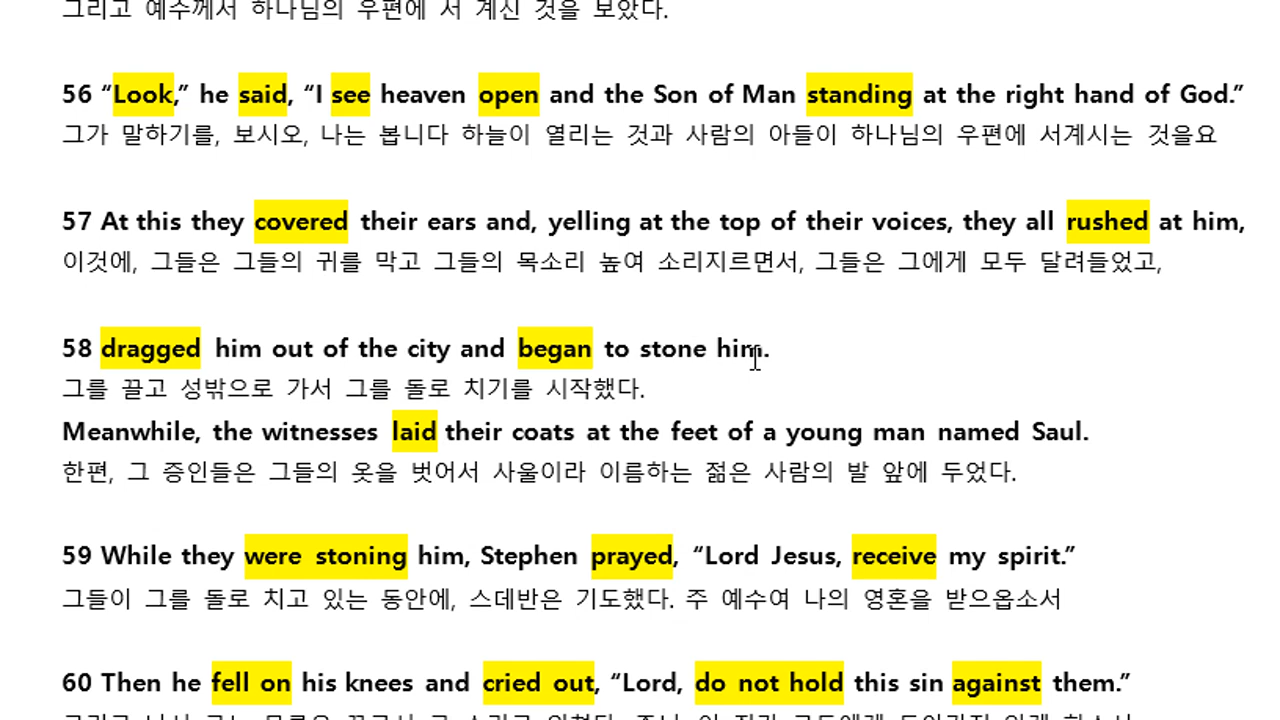 그리고 예수께서 하나님의 우편에 서 계신 것을 보았다.
56 “Look,” he said, “I see heaven open and the Son of Man standing at the right hand of God.”
그가 말하기를, 보시오, 나는 봅니다 하늘이 열리는 것과 사람의 아들이 하나님의 우편에 서계시는 것을요
57 At this they covered their ears and, yelling at the top of their voices, they all rushed at him,
이것에, 그들은 그들의 귀를 막고 그들의 목소리 높여 소리지르면서, 그들은 그에게 모두 달려들었고,
58 dragged him out of the city and began to stone him.
그를 끌고 성밖으로 가서 그를 돌로 치기를 시작했다.
Meanwhile, the witnesses laid their coats at the feet of a young man named Saul.
한편, 그 증인들은 그들의 옷을 벗어서 사울이라 이름하는 젊은 사람의 발 앞에 두었다.
59 While they were stoning him, Stephen prayed, “Lord Jesus, receive my spirit.”
그들이 그를 돌로 치고 있는 동안에, 스데반은 기도했다. 주 예수여 나의 영혼을 받으옵소서
60 Then he fell on his knees and cried out, “Lord, do not hold this sin against them.”